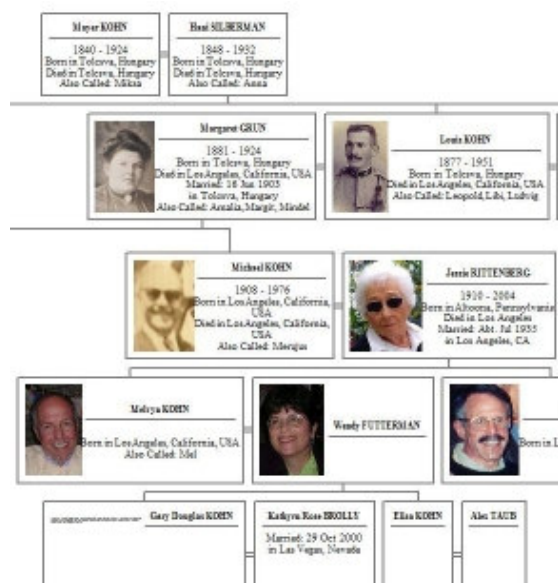 Mayer KOHN
1840 - 1924
Born in Tolcsva, Hungary
Died in Tolcsva, Hungary
Also Called: Miksa
Hani SILBERMAN
1848 - 1932
Born in Tolcsva, Hungary
Died in Tolcsva, Hungary
Also Called: Anna
Margaret GRUN
1881 - 1924
Born in Tolcsva, Hungary
Died in Los Angeles, California, USA
Married: 16 Jun 1903
in Tolcsva, Hungary
Also Called: Amalia, Margit, Mindel
Louis KOHN
1877 - 1951
Born in Tolcsva, Hungary
Died in Los Angeles, California, USA
Also Called: Leopold, Libi, Ludwig
Michael KOHN
1908 - 1976
Born in Los Angeles, California,
USA
Died in Los Angeles, California,
USA
Also Called:
RITTENBERG
1910 - 2004
Born in Altoona, Pennsylvania
Died in Los Angeles
Married: Abt. Jul 1935
in Los Angeles, CA
Melvyn KOHN
Born in Los Angeles, California, USA
Also Called: Mel
Wendy FUTTERMAN
Born in L
Gary Douglas KOHN
Kathryn Rose BROLLY
Married: 29 Oct 2000
in Las Vegas, Nevada
KOHN
Alex TAUB